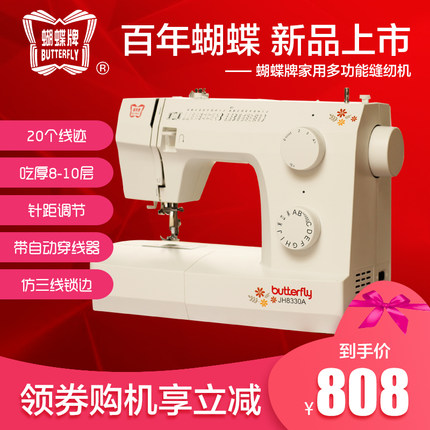 蝴蝶牌
BUTTERFLY
®
百年蝴蝶 新品上市
—— 蝴蝶牌家用多功能缝纫机
20个线迹
吃厚8-10层
针距调节
带自动穿线器
仿三线锁边
butterfly
JH8330A
到手价
¥808
领券购机享立减